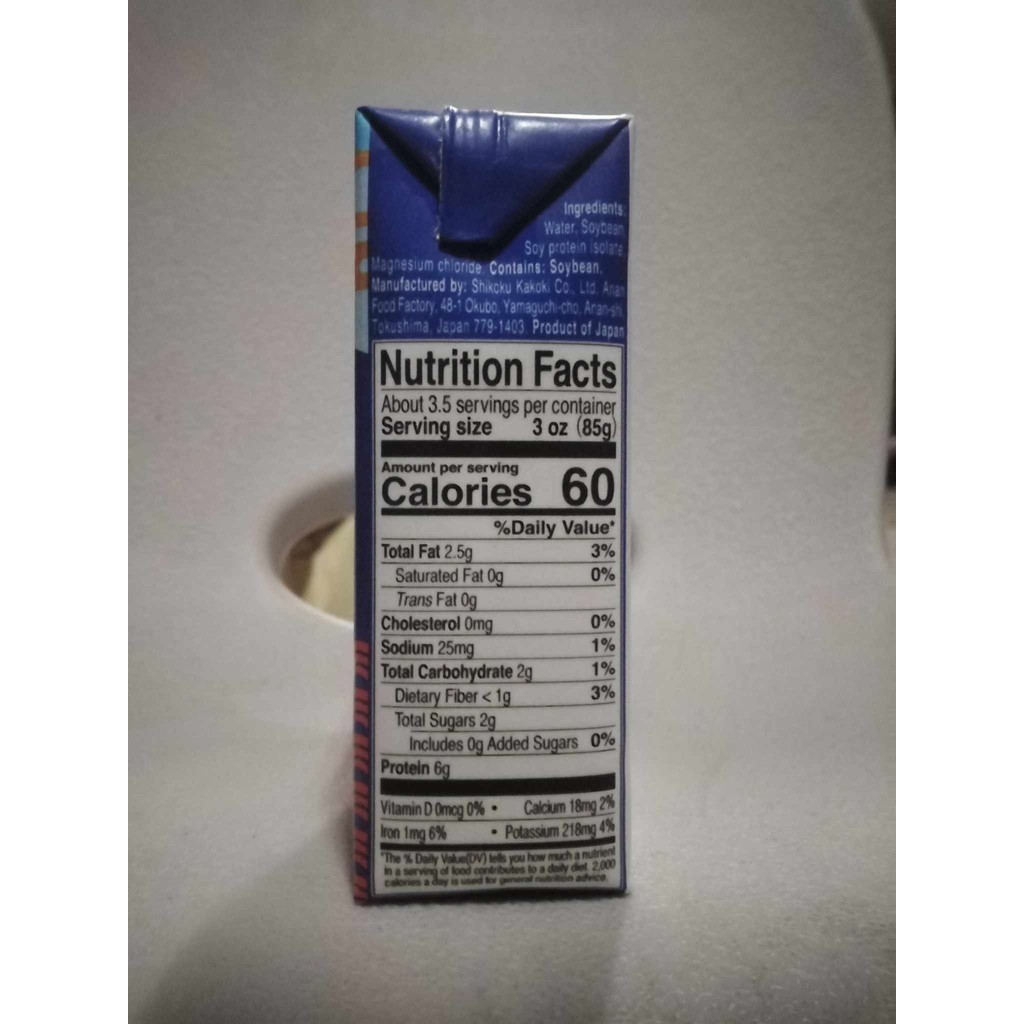 Ingredients:
Water, Soybean
Soy protein isolate
Magnesium chloride. Contains: Soybean.
Manufactured by: Shikoku Kakoki Co., Ltd. Anan
Food Factory, 48-1 Okubo, Yamaguchi-cho, Anan-shi,
Tokushima, Japan 779-1403. Product of Japan
Nutrition Facts
About 3.5 servings per container
Serving size 3 oz (85g)
Amount per serving
Calories 60
%Daily Value*
Total Fat 2.5g 3%
Saturated Fat 0g 0%
Trans Fat 0g
Cholesterol 0mg 0%
Sodium 25mg 1%
Total Carbohydrate 2g 1%
Dietary Fiber < 1g 3%
Total Sugars 2g
Includes 0g Added Sugars 0%
Protein 6g
Vitamin D 0mcg 0% • Calcium 18mg 2%
Iron 1mg 6% • Potassium 218mg 4%
*The % Daily Value(DV) tells you how much a nutrient
in a serving of food contributes to a daily diet. 2,000
calories a day is used for general nutrition advice.